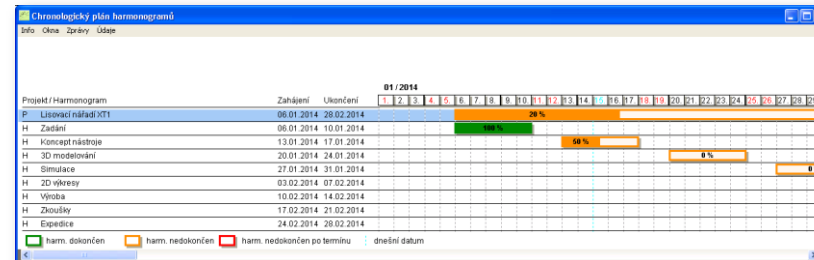 Chronologický plán harmonogramů
Info Okna Zprávy Údaje
01 / 2014
Projekt / Harmonogram Zahájení Ukončení 1. 2. 3. 4. 5. 6. 7. 8. 9. 10. 11. 12. 13. 14. 15. 16. 17. 18. 19. 20. 21. 22. 23. 24. 25. 26. 27. 28. 29
P Lisovací nářadí XT1 06.01.2014 28.02.2014 20 %
H Zadání 06.01.2014 10.01.2014 100 %
H Koncept nástroje 13.01.2014 17.01.2014 50 %
H 3D modelování 20.01.2014 24.01.2014 0 %
H Simulace 27.01.2014 31.01.2014 0
H 2D výkresy 03.02.2014 07.02.2014
H Výroba 10.02.2014 14.02.2014
H Zkoušky 17.02.2014 21.02.2014
H Expedice 24.02.2014 28.02.2014
harm. dokončen harm. nedokončen harm. nedokončen po termínu dnešní datum